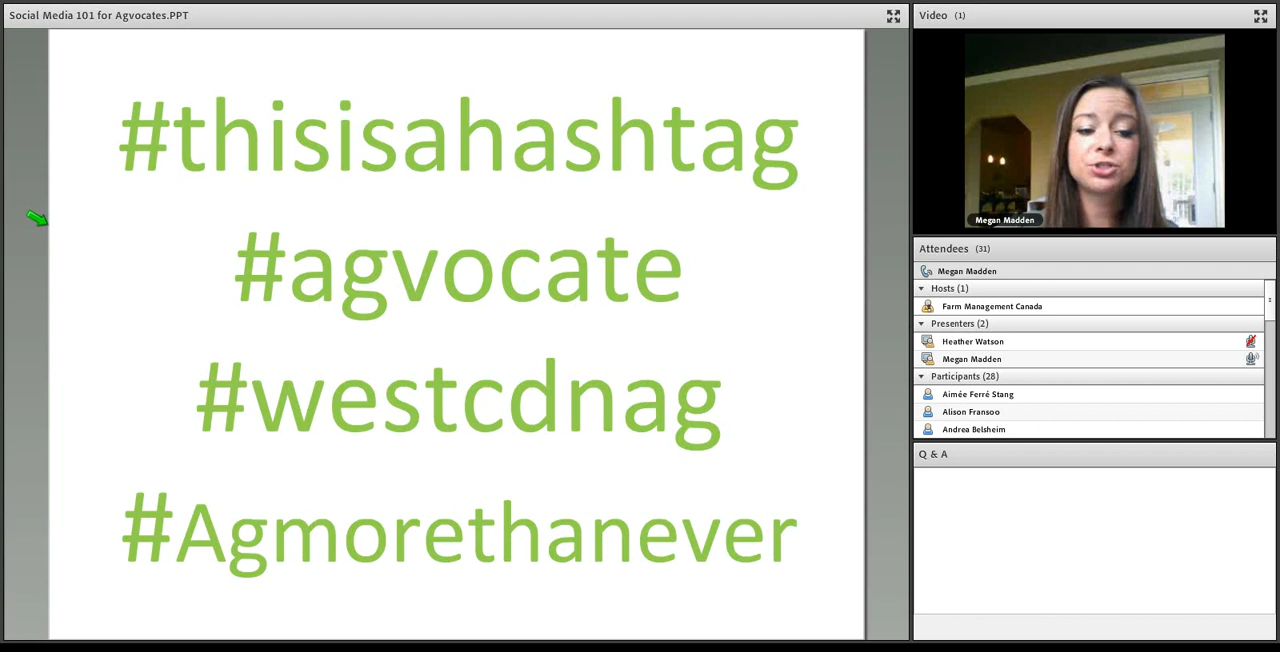 Social Media 101 for Agvocates.PPT
#thisisahashtag
#agvocate
#westcdnag
#Agmorethanever
Video (1)
Megan Madden
Attendees (31)
Megan Madden
Hosts (1)
Farm Management Canada
Presenters (2)
Heather Watson
Megan Madden
Participants (28)
Aimée Ferré Stang
Alison Fransoo
Andrea Belsheim
Q & A